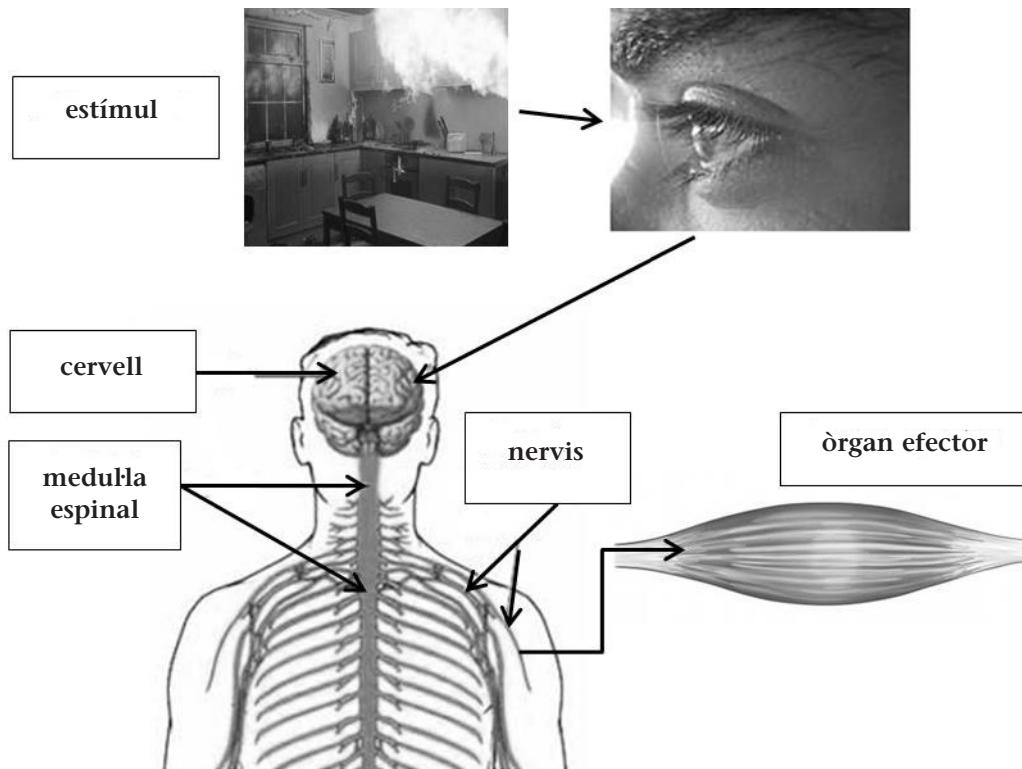 estímul
cervell
medul·la
espinal
nervis
òrgan efector